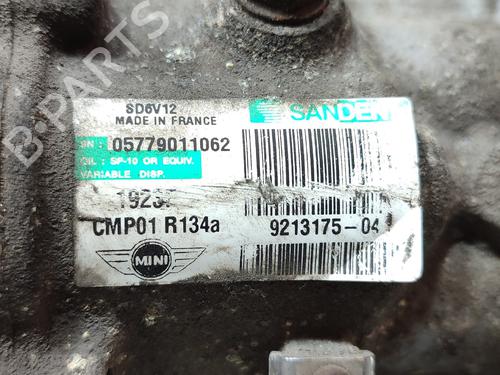 SD6V12
MADE IN FRANCE
SANDEN
SN : 05779011062
OIL : SP-10 OR EQUIV.
VARIABLE DISP.
CMP01 R134a
9213175-04
MINI
B-PARTS